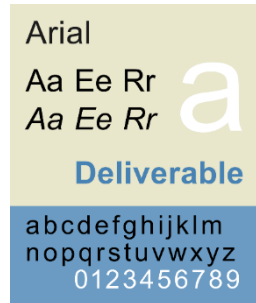 Arial
Aa Ee Rr
Aa Ee Rr
a
Deliverable
abcdefghijklm
nopqrstuvwxyz
0123456789